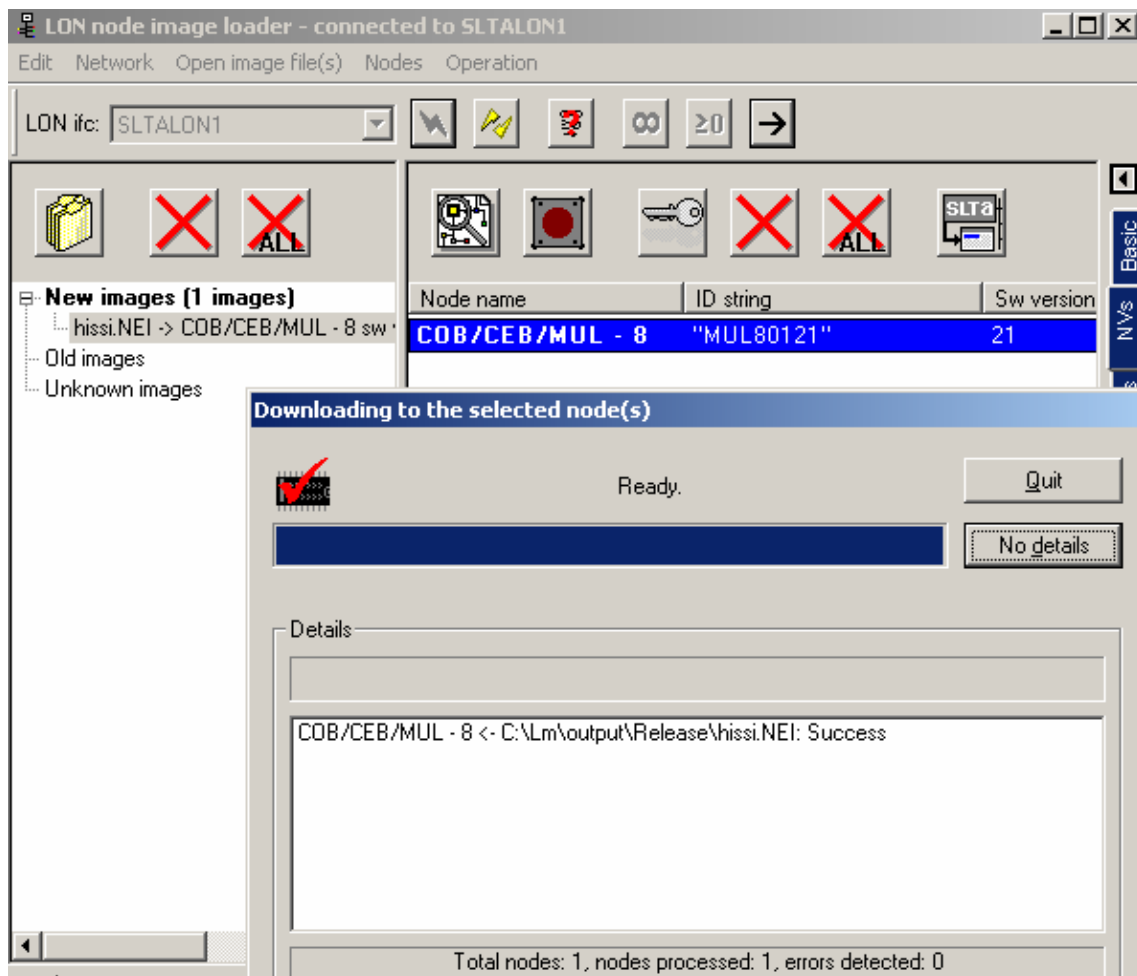 LON node image loader - connected to SLTALON1
Edit Network Open image file(s) Nodes Operation
LON ifc: SLTALON1
≥0
ALL
ALL
SLTa
Basic
NVs
New images (1 images)
hissi.NEI -> COB/CEB/MUL - 8 sw
Old images
Unknown images
Node name ID string Sw version
COB/CEB/MUL - 8 "MUL80121" 21
Downloading to the selected node(s)
Ready.
Quit
No details
Details
COB/CEB/MUL - 8 <- C:\Lm\output\Release\hissi.NEI: Success
Total nodes: 1, nodes processed: 1, errors detected: 0